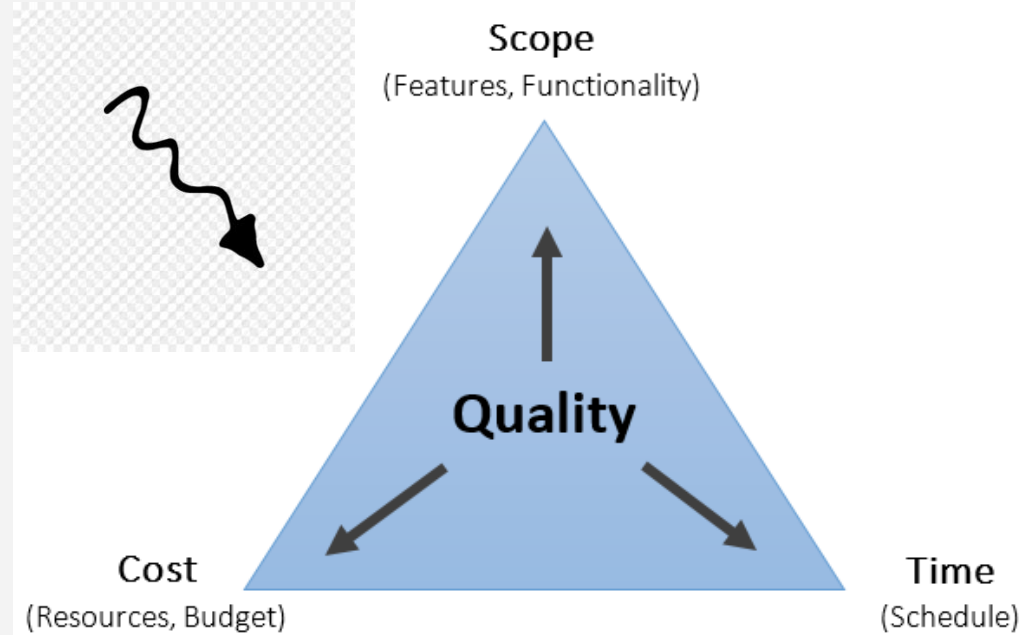 Scope
(Features, Functionality)
Quality
Cost
(Resources, Budget)
Time
(Schedule)